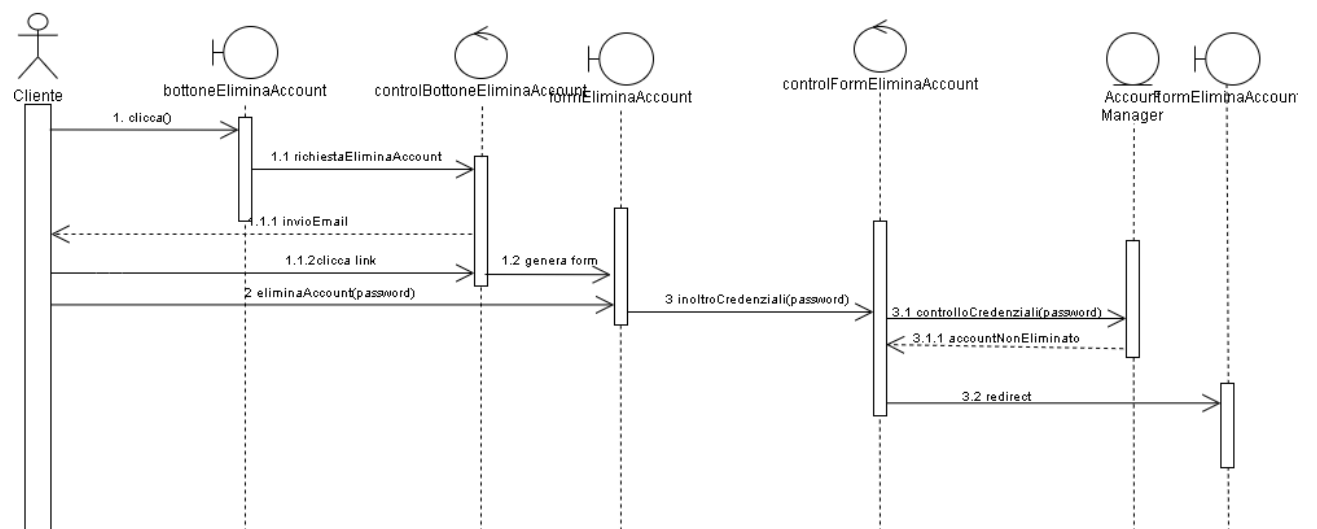 Cliente
bottoneEliminaAccount
controlBottoneEliminaAccount
formEliminaAccount
controlFormEliminaAccount
Account
Manager
formEliminaAccount
1. clicca()
1.1 richiestaEliminaAccount
1.1.1 invioEmail
1.1.2clicca link
1.2 genera form
2 eliminaAccount(password)
3 inoltroCredenziali(password)
3.1 controlloCredenziali(password)
3.1.1 accountNonEliminato
3.2 redirect